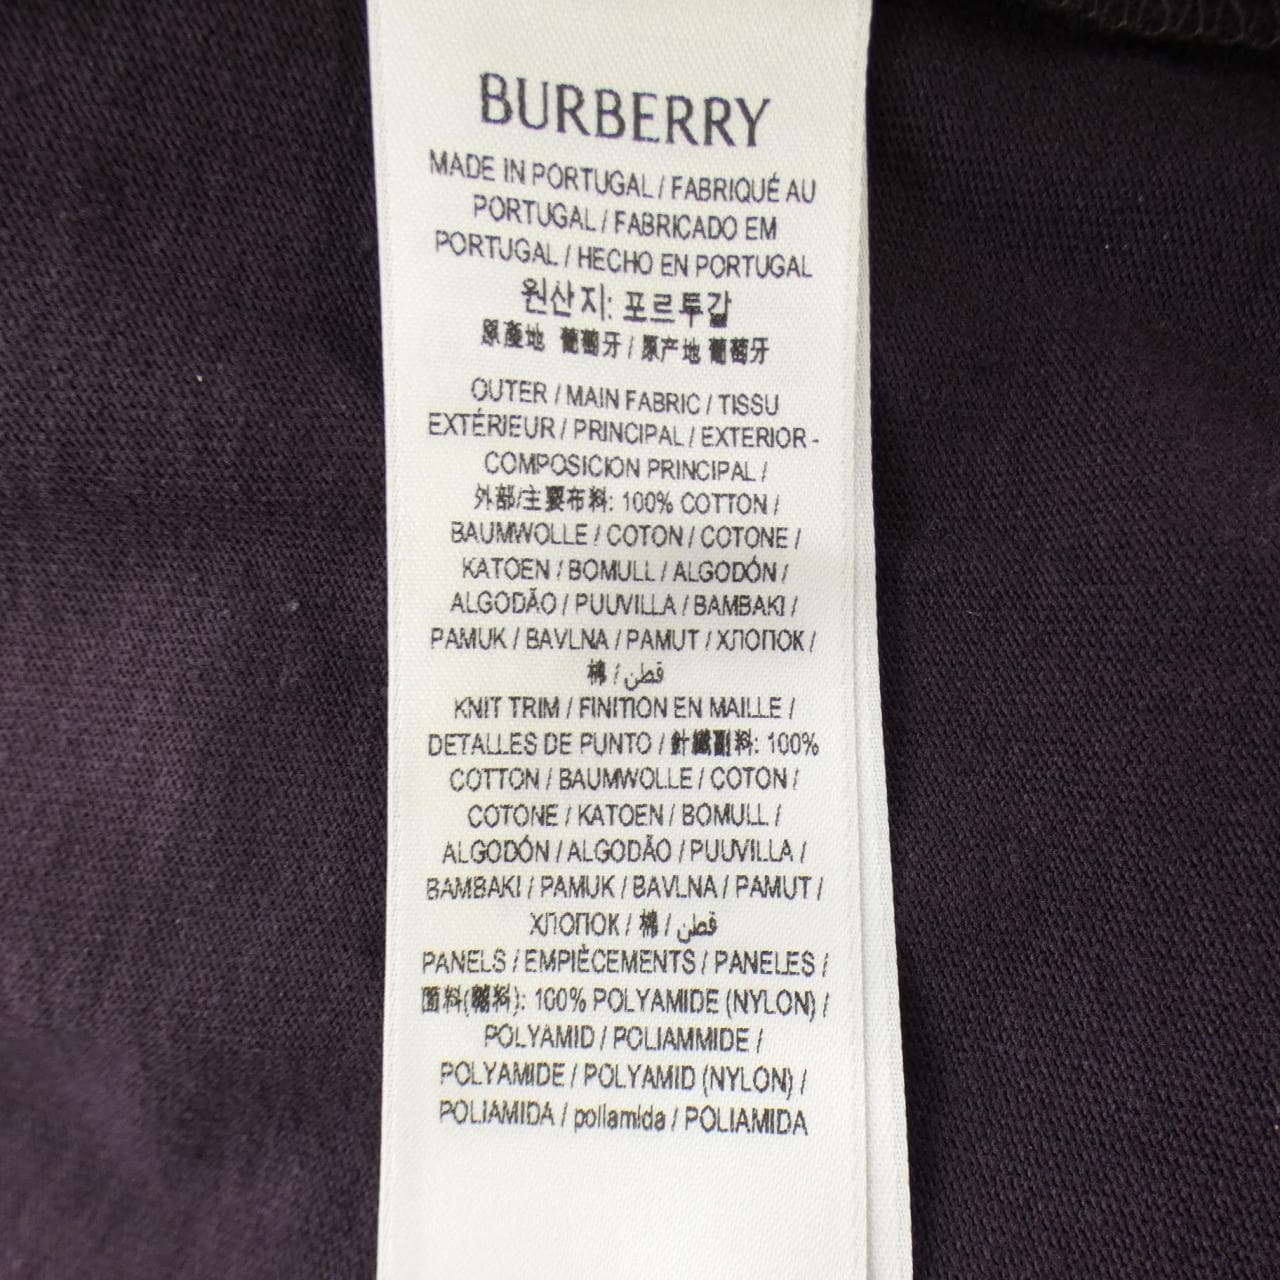 BURBERRY
MADE IN PORTUGAL / FABRIQUÉ AU
PORTUGAL / FABRICADO EM
PORTUGAL / HECHO EN PORTUGAL
원산지: 포르투갈
原產地 葡萄牙 / 原产地 葡萄牙
OUTER / MAIN FABRIC / TISSU
EXTÉRIEUR / PRINCIPAL / EXTERIOR -
COMPOSICION PRINCIPAL /
外部/主要布料: 100% COTTON /
BAUMWOLLE / COTON / COTONE /
KATOEN / BOMULL / ALGODÓN /
ALGODÃO / PUUVILLA / BAMBAKI /
PAMUK / BAVLNA / PAMUT / ХЛОПОК /
棉 / قطن
KNIT TRIM / FINITION EN MAILLE /
DETALLES DE PUNTO / 針織副料: 100%
COTTON / BAUMWOLLE / COTON /
COTONE / KATOEN / BOMULL /
ALGODÓN / ALGODÃO / PUUVILLA /
BAMBAKI / PAMUK / BAVLNA / PAMUT /
ХЛОПОК / 棉 / قطن
PANELS / EMPIÈCEMENTS / PANELES /
面料(輔料): 100% POLYAMIDE (NYLON) /
POLYAMID / POLIAMMIDE /
POLYAMIDE / POLYAMID (NYLON) /
POLIAMIDA / poliamida / POLIAMIDA